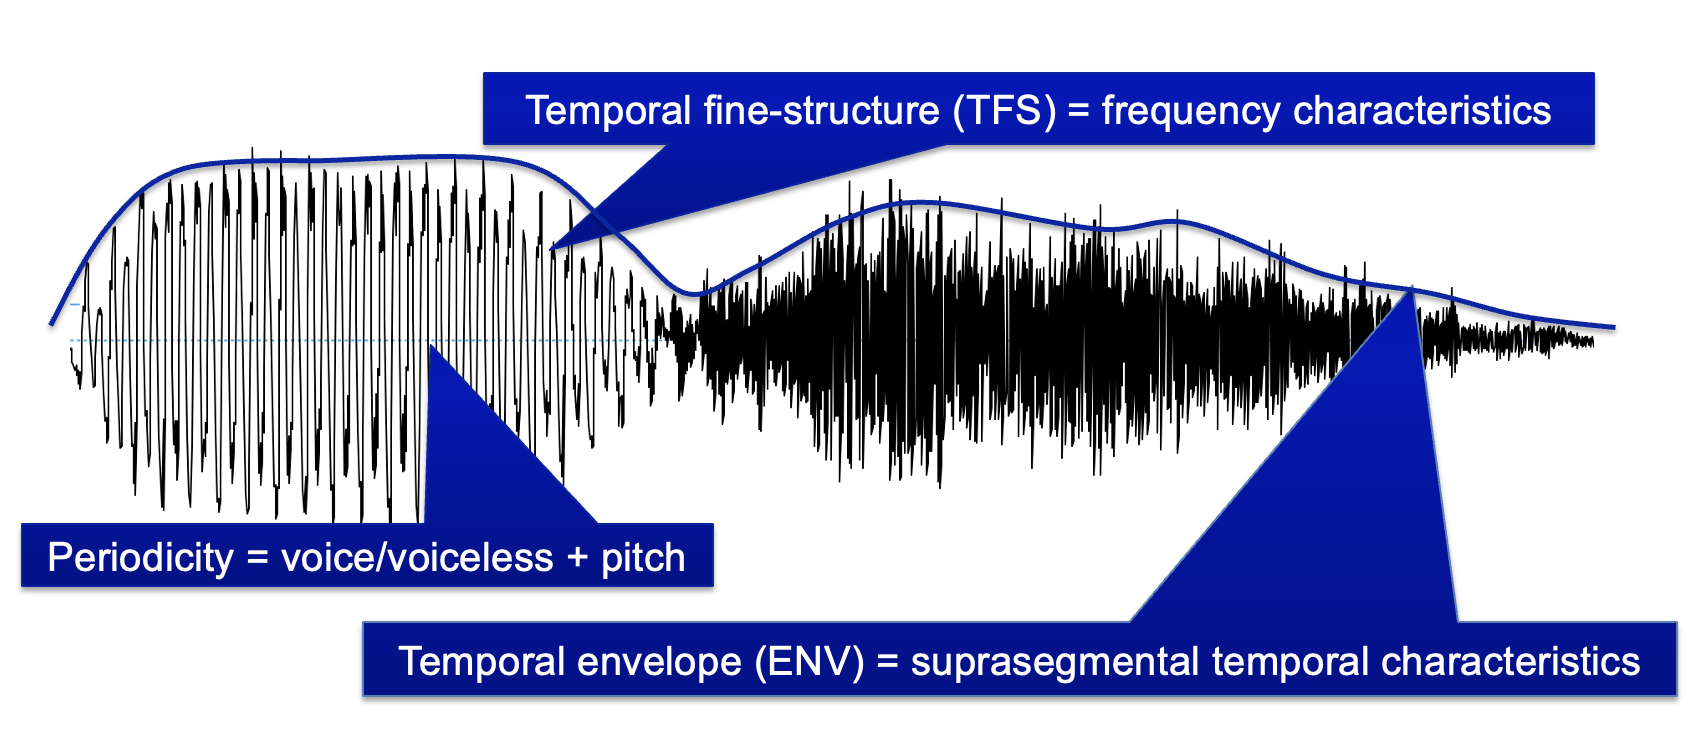 Temporal fine-structure (TFS) = frequency characteristics
Periodicity = voice/voiceless + pitch
Temporal envelope (ENV) = suprasegmental temporal characteristics